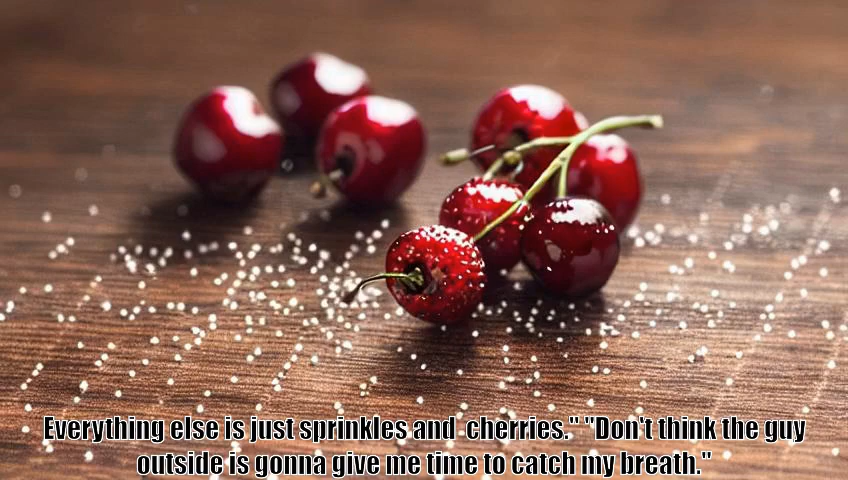 Everything else is just sprinkles and  cherries." "Don't think the guy
outside is gonna give me time to catch my breath."